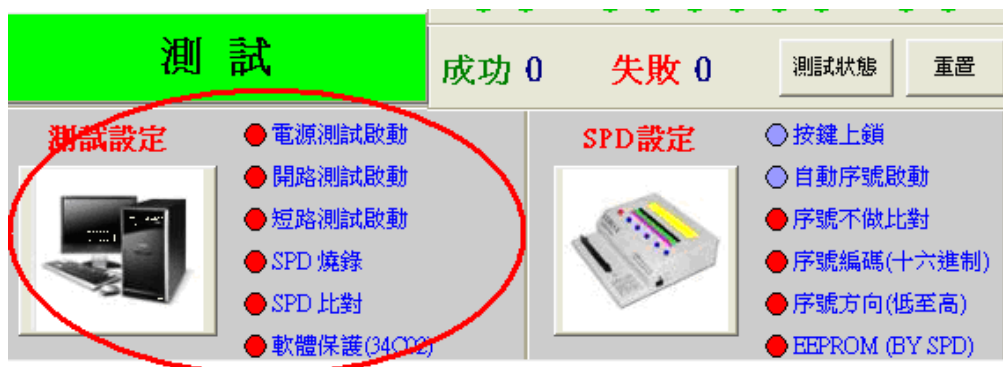 測 試
成功 0 失敗 0 測試狀態 重置
測試設定
電源測試啟動
開路測試啟動
短路測試啟動
SPD 燒錄
SPD 比對
軟體保護(34C02)
SPD設定
按鍵上鎖
自動序號啟動
序號不做比對
序號編碼(十六進制)
序號方向(低至高)
EEPROM (BY SPD)